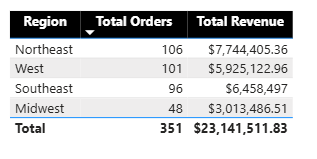 Region Total Orders Total Revenue
Northeast 106 $7,744,405.36
West 101 $5,925,122.96
Southeast 96 $6,458,497
Midwest 48 $3,013,486.51
Total 351 $23,141,511.83